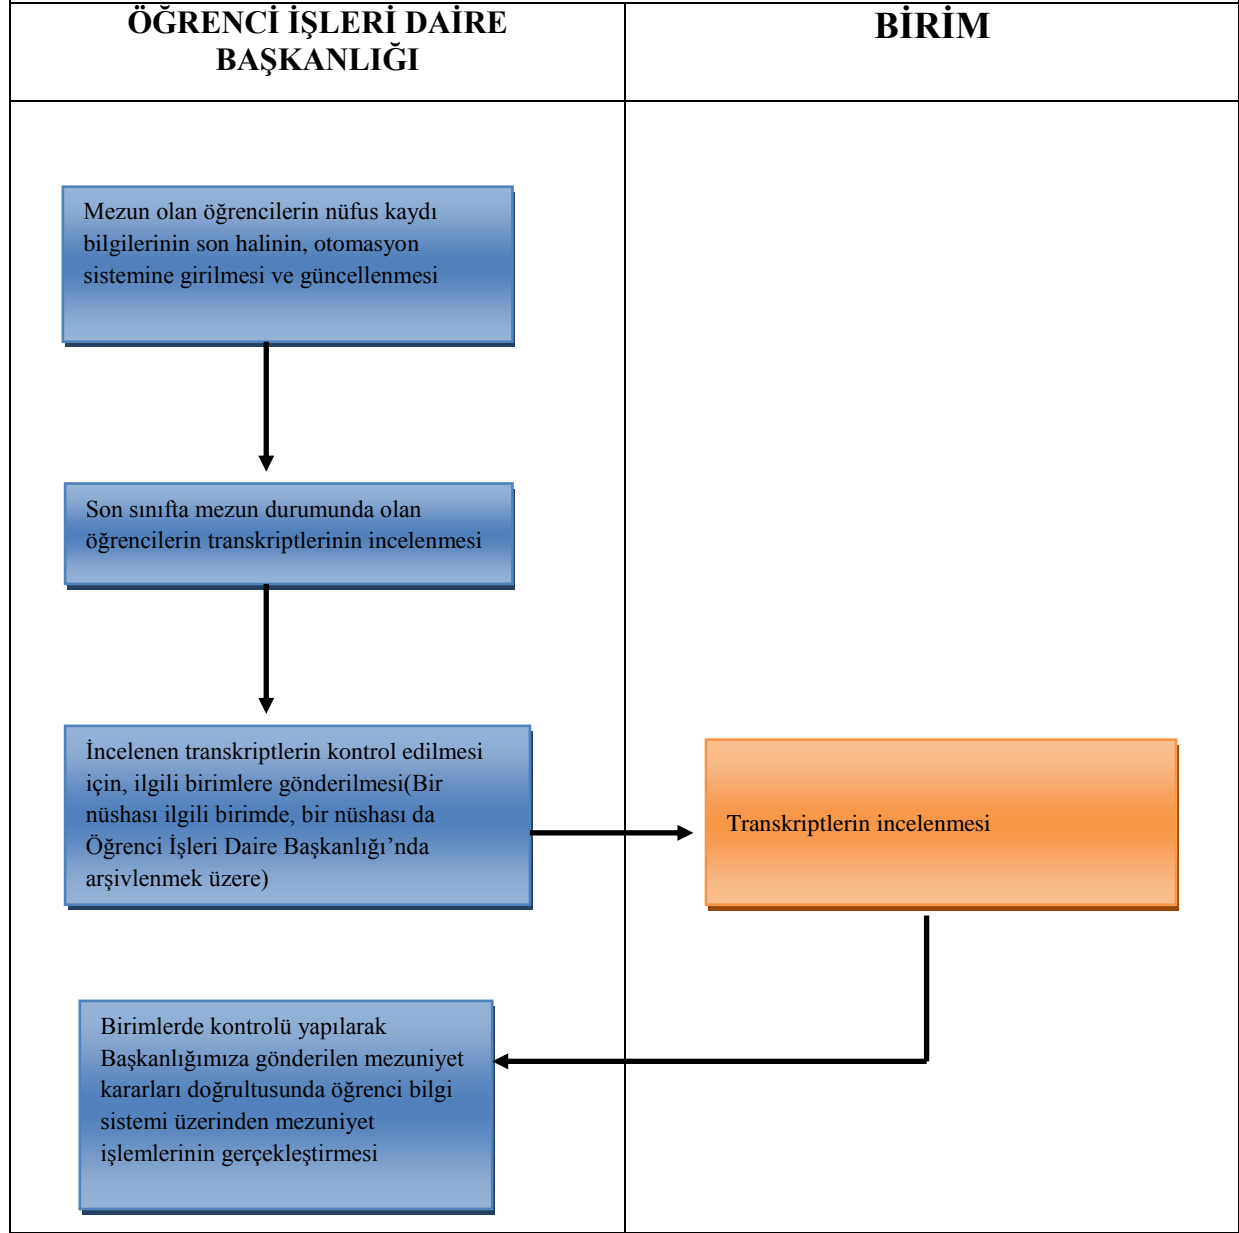 ÖĞRENCİ İŞLERİ DAİRE
BAŞKANLIĞI
BİRİM
Mezun olan öğrencilerin nüfus kaydı
bilgilerinin son halinin, otomasyon
sistemine girilmesi ve güncellenmesi
Son sınıfta mezun durumunda olan
öğrencilerin transkriptlerinin incelenmesi
İncelenen transkriptlerin kontrol edilmesi
için, ilgili birimlere gönderilmesi(Bir
nüshası ilgili birimde, bir nüshası da
Öğrenci İşleri Daire Başkanlığı’nda
arşivlenmek üzere)
Transkriptlerin incelenmesi
Birimlerde kontrolü yapılarak
Başkanlığımıza gönderilen mezuniyet
kararları doğrultusunda öğrenci bilgi
sistemi üzerinden mezuniyet
işlemlerinin gerçekleştirmesi